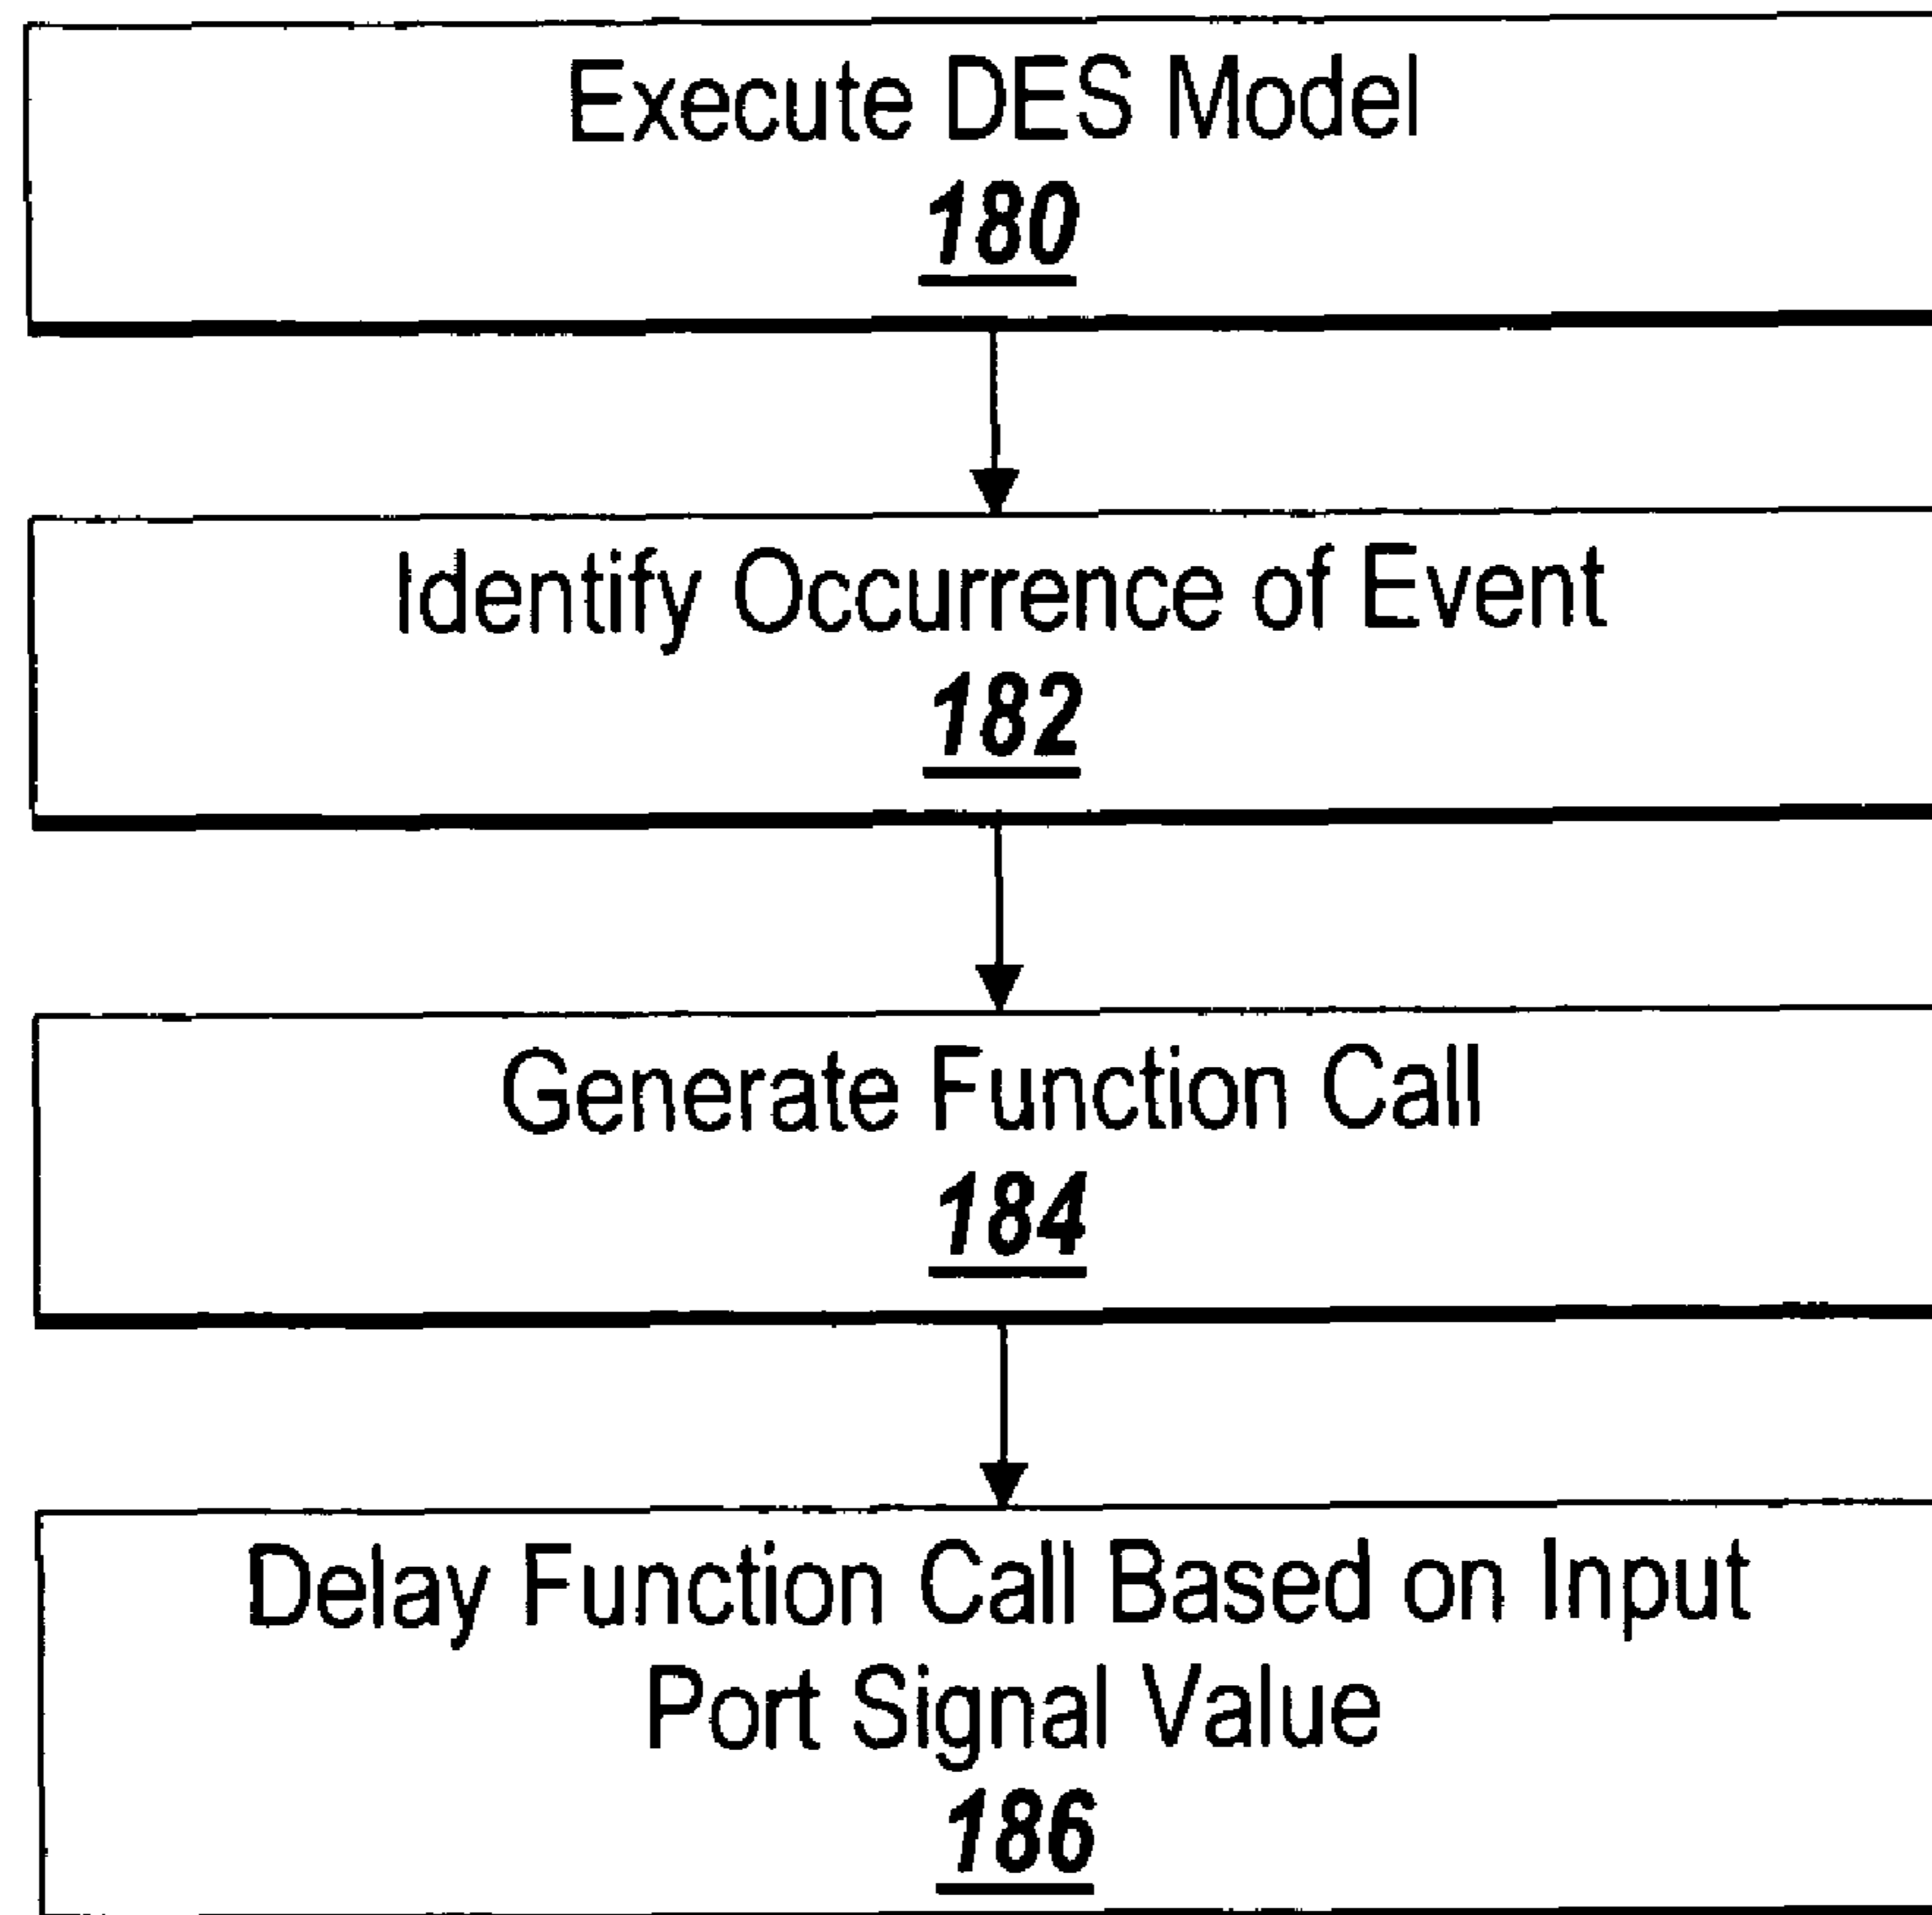 Execute DES Model
180
Identify Occurrence of Event
182
Generate Function Call
184
Delay Function Call Based on Input
Port Signal Value
186